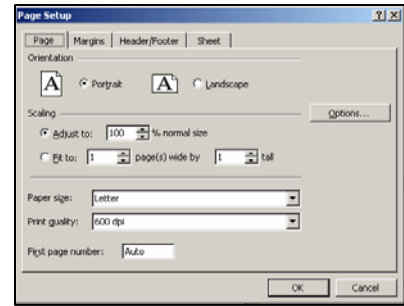 Page Setup
Page Margins Header/Footer Sheet
Orientation
A Portrait A Landscape
Scaling
Options...
Adjust to: 100 % normal size
Fit to: 1 page(s) wide by 1 tall
Paper size: Letter
Print quality: 600 dpi
First page number: Auto
OK Cancel